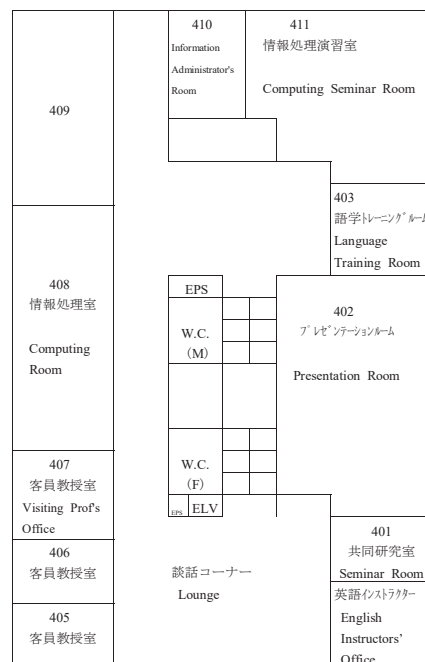 410
Information
Administrator's
Room
411
情報処理演習室
Computing Seminar Room
409
403
語学ﾄﾚｰﾆﾝｸﾞﾙｰﾑ
Language
Training Room
408
情報処理室
Computing
Room
EPS
W.C.
(M)
402
ﾌﾟﾚｾﾞﾝﾃｰｼｮﾝﾙｰﾑ
Presentation Room
407
客員教授室
Visiting Prof's
Office
W.C.
(F)
EPS
ELV
406
客員教授室
談話コーナー
Lounge
401
共同研究室
Seminar Room
405
客員教授室
英語ｲﾝｽﾄﾗｸﾀｰ
English
Instructors’
Office